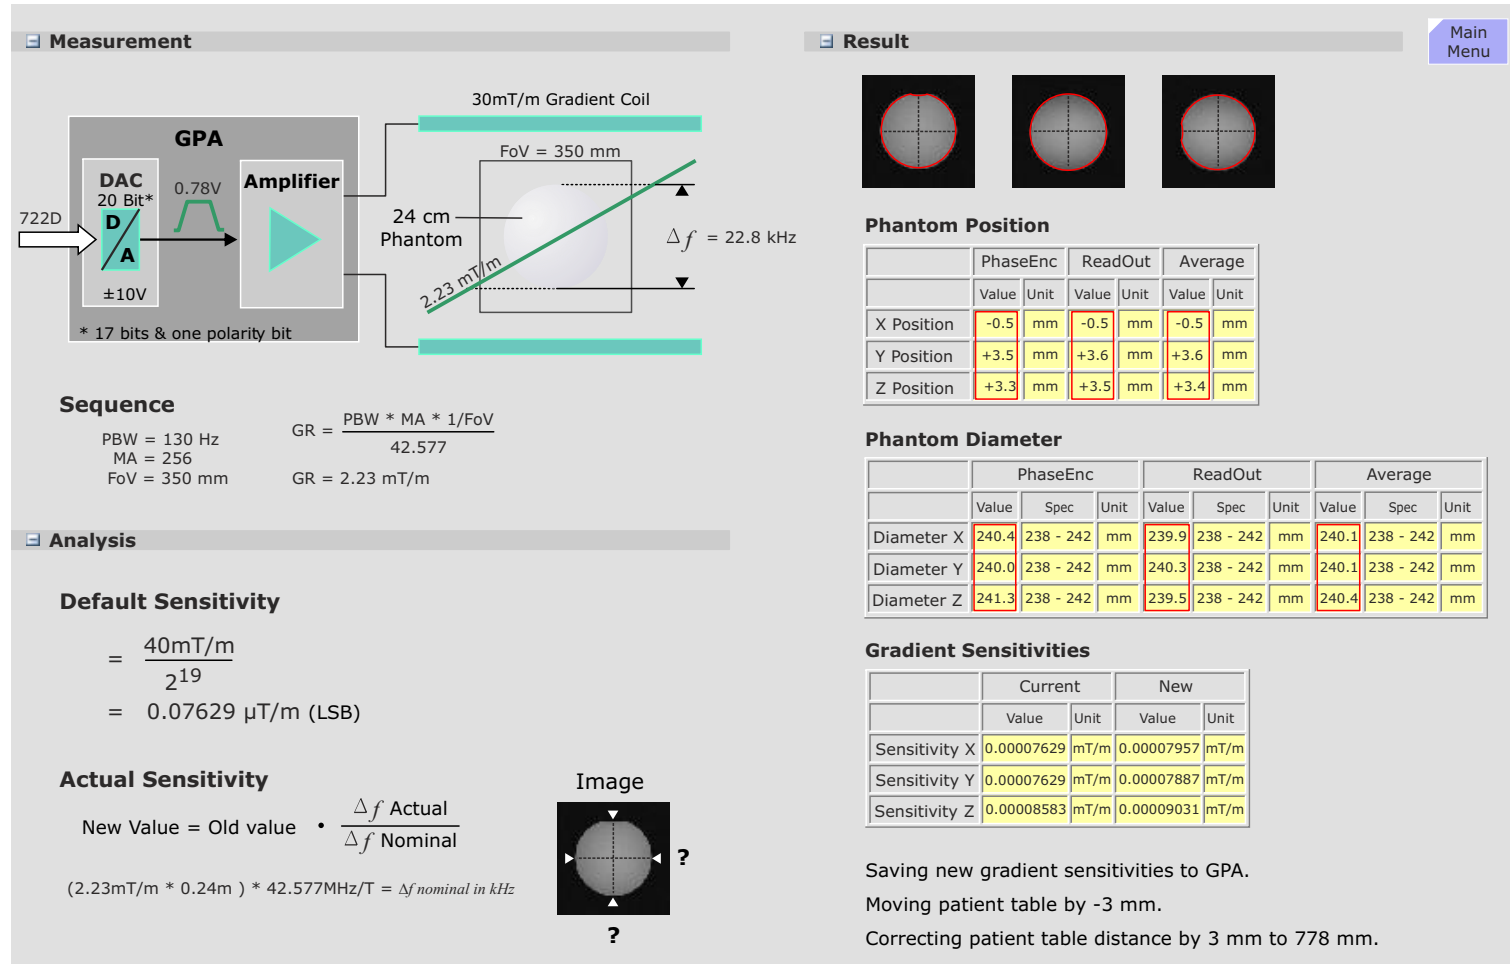 Measurement
30mT/m Gradient Coil
GPA
FoV = 350 mm
DAC
20 Bit*
0.78V
Amplifier
722D
D
A
24 cm
Phantom
Δf = 22.8 kHz
2.23 mT/m
±10V
* 17 bits & one polarity bit
Sequence
PBW = 130 Hz
MA = 256
FoV = 350 mm
GR = PBW * MA * 1/FoV
42.577
GR = 2.23 mT/m
Analysis
Default Sensitivity
= 40mT/m
2^19
= 0.07629 µT/m (LSB)
Actual Sensitivity
New Value = Old value • Δf Actual
Δf Nominal
(2.23mT/m * 0.24m ) * 42.577MHz/T = Δf nominal in kHz
Image
?
?
Result
Main
Menu
Phantom Position
PhaseEnc ReadOut Average
Value Unit Value Unit Value Unit
X Position -0.5 mm -0.5 mm -0.5 mm
Y Position +3.5 mm +3.6 mm +3.6 mm
Z Position +3.3 mm +3.5 mm +3.4 mm
Phantom Diameter
PhaseEnc ReadOut Average
Value Spec Unit Value Spec Unit Value Spec Unit
Diameter X 240.4 238 - 242 mm 239.9 238 - 242 mm 240.1 238 - 242 mm
Diameter Y 240.0 238 - 242 mm 240.3 238 - 242 mm 240.1 238 - 242 mm
Diameter Z 241.3 238 - 242 mm 239.5 238 - 242 mm 240.4 238 - 242 mm
Gradient Sensitivities
Current New
Value Unit Value Unit
Sensitivity X 0.00007629 mT/m 0.00007957 mT/m
Sensitivity Y 0.00007629 mT/m 0.00007887 mT/m
Sensitivity Z 0.00008583 mT/m 0.00009031 mT/m
Saving new gradient sensitivities to GPA.
Moving patient table by -3 mm.
Correcting patient table distance by 3 mm to 778 mm.